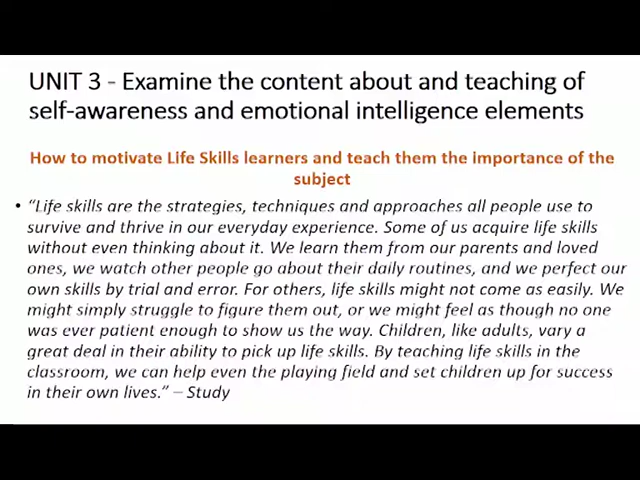 UNIT 3 - Examine the content about and teaching of
self-awareness and emotional intelligence elements
How to motivate Life Skills learners and teach them the importance of the
subject
• “Life skills are the strategies, techniques and approaches all people use to
survive and thrive in our everyday experience. Some of us acquire life skills
without even thinking about it. We learn them from our parents and loved
ones, we watch other people go about their daily routines, and we perfect our
own skills by trial and error. For others, life skills might not come as easily. We
might simply struggle to figure them out, or we might feel as though no one
was ever patient enough to show us the way. Children, like adults, vary a
great deal in their ability to pick up life skills. By teaching life skills in the
classroom, we can help even the playing field and set children up for success
in their own lives.” – Study